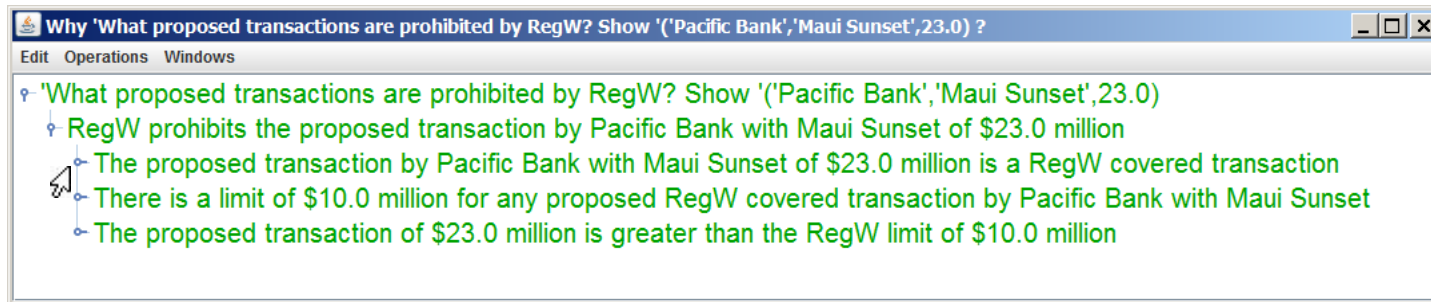 Why 'What proposed transactions are prohibited by RegW? Show '('Pacific Bank','Maui Sunset',23.0) ?
Edit Operations Windows
'What proposed transactions are prohibited by RegW? Show '('Pacific Bank','Maui Sunset',23.0)
RegW prohibits the proposed transaction by Pacific Bank with Maui Sunset of $23.0 million
The proposed transaction by Pacific Bank with Maui Sunset of $23.0 million is a RegW covered transaction
There is a limit of $10.0 million for any proposed RegW covered transaction by Pacific Bank with Maui Sunset
The proposed transaction of $23.0 million is greater than the RegW limit of $10.0 million